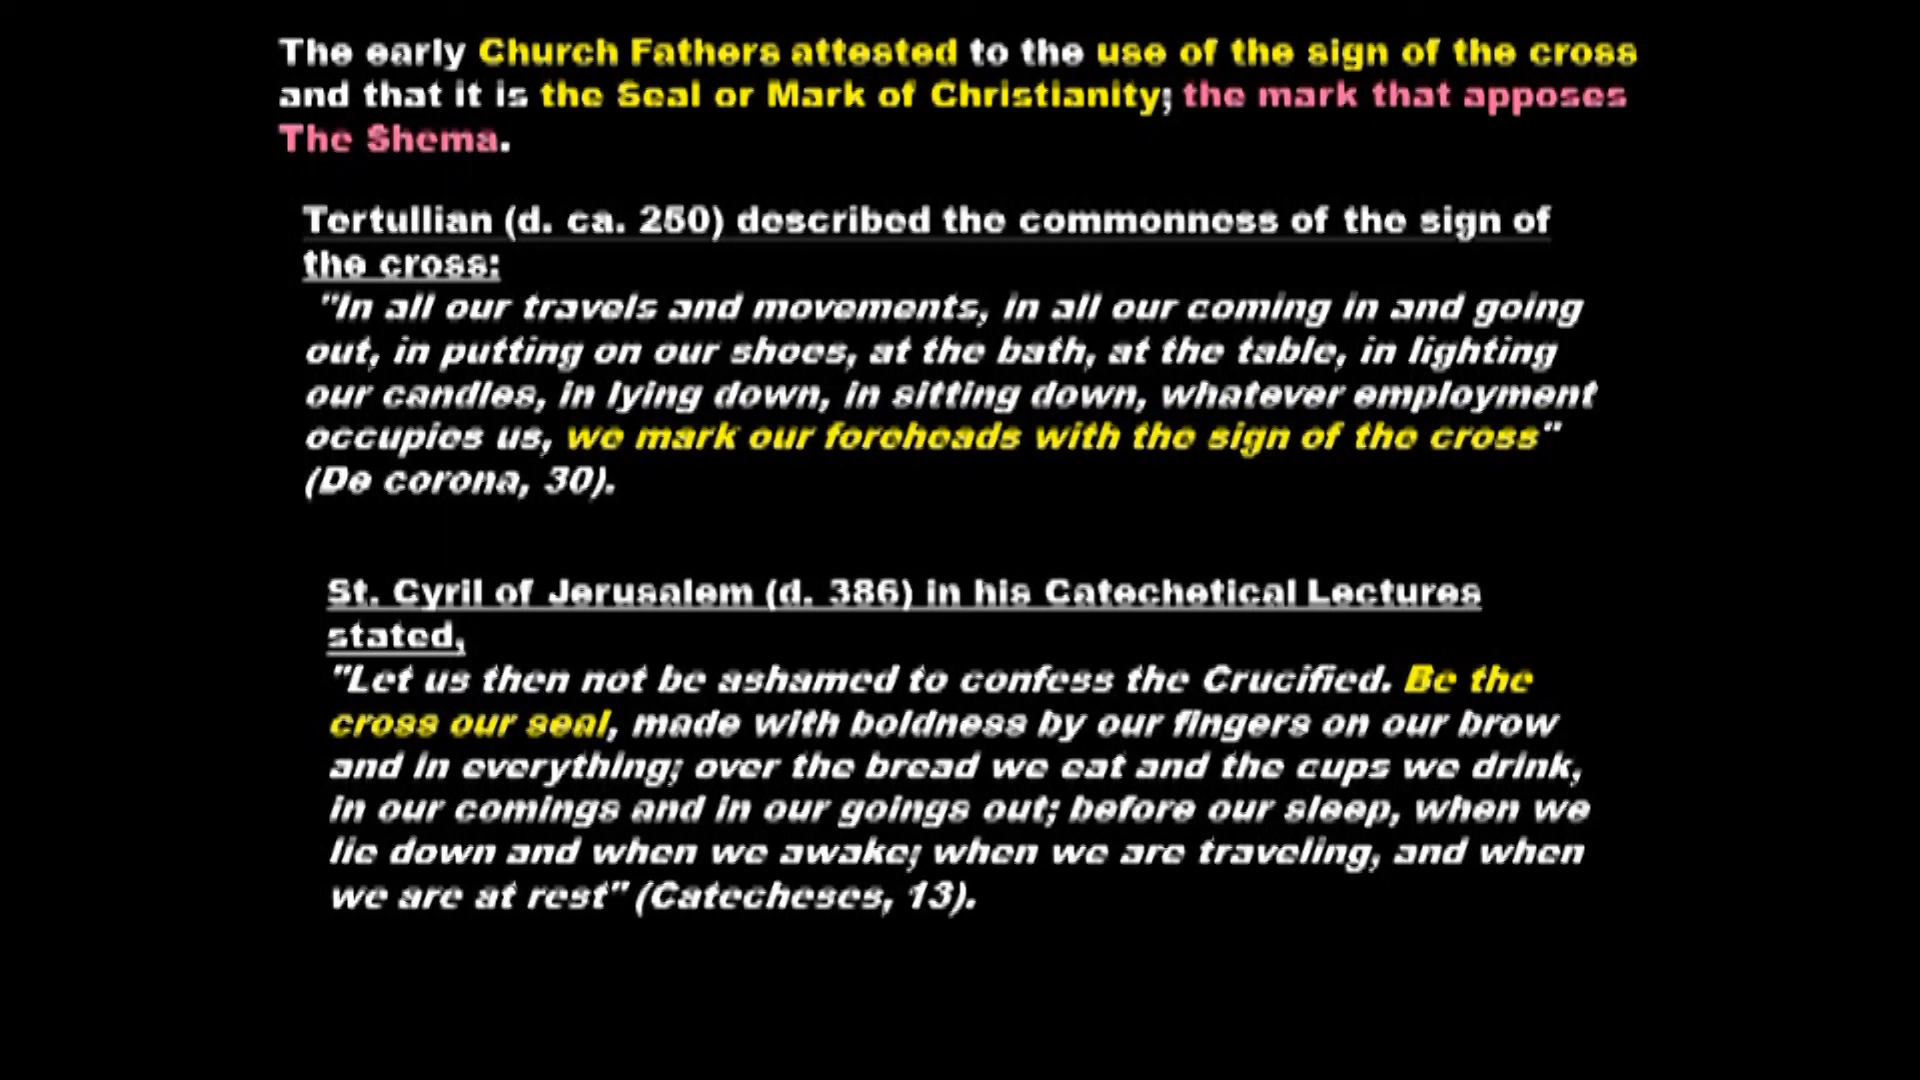 The early Church Fathers attested to the use of the sign of the cross
and that it is the Seal or Mark of Christianity; the mark that apposes
The Shema.
Tertullian (d. ca. 250) described the commonness of the sign of
the cross:
"In all our travels and movements, in all our coming in and going
out, in putting on our shoes, at the bath, at the table, in lighting
our candles, in lying down, in sitting down, whatever employment
occupies us, we mark our foreheads with the sign of the cross"
(De corona, 30).
St. Cyril of Jerusalem (d. 386) in his Catechetical Lectures
stated,
"Let us then not be ashamed to confess the Crucified. Be the
cross our seal, made with boldness by our fingers on our brow
and in everything; over the bread we eat and the cups we drink,
in our comings and in our goings out; before our sleep, when we
lie down and when we awake; when we are traveling, and when
we are at rest" (Catecheses, 13).